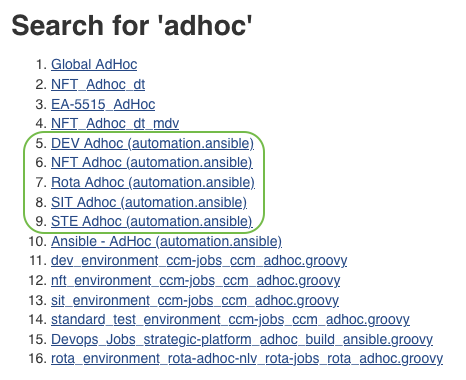 Search for 'adhoc'
1. Global AdHoc
2. NFT_Adhoc_dt
3. EA-5515_AdHoc
4. NFT_Adhoc_dt_mdv
5. DEV Adhoc (automation.ansible)
6. NFT Adhoc (automation.ansible)
7. Rota Adhoc (automation.ansible)
8. SIT Adhoc (automation.ansible)
9. STE Adhoc (automation.ansible)
10. Ansible - AdHoc (automation.ansible)
11. dev_environment_ccm-jobs_ccm_adhoc.groovy
12. nft_environment_ccm-jobs_ccm_adhoc.groovy
13. sit_environment_ccm-jobs_ccm_adhoc.groovy
14. standard_test_environment_ccm-jobs_ccm_adhoc.groovy
15. Devops_Jobs_strategic-platform_adhoc_build_ansible.groovy
16. rota_environment_rota-adhoc-nlv_rota-jobs_rota_adhoc.groovy